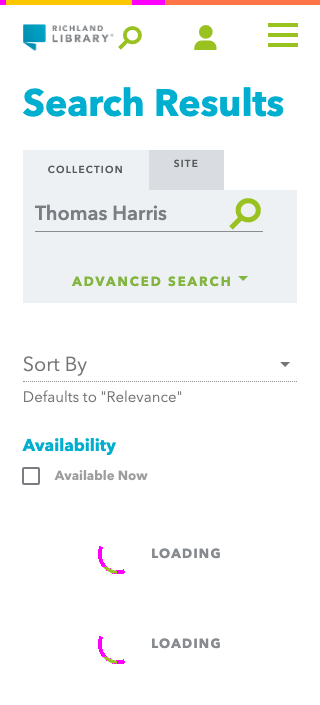 RICHLAND
LIBRARY
Search Results
COLLECTION
SITE
Thomas Harris
ADVANCED SEARCH
Sort By
Defaults to "Relevance"
Availability
Available Now
LOADING
LOADING